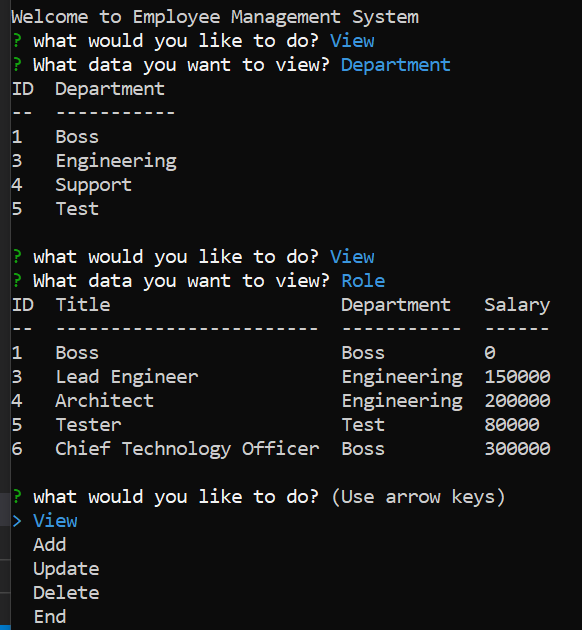 Welcome to Employee Management System
? what would you like to do? View
? What data you want to view? Department
ID  Department
--  -----------
1   Boss
3   Engineering
4   Support
5   Test
? what would you like to do? View
? What data you want to view? Role
ID  Title                     Department   Salary
--  ------------------------  -----------  ------
1   Boss                      Boss         0
3   Lead Engineer             Engineering  150000
4   Architect                 Engineering  200000
5   Tester                    Test         80000
6   Chief Technology Officer  Boss         300000
? what would you like to do? (Use arrow keys)
> View
  Add
  Update
  Delete
  End